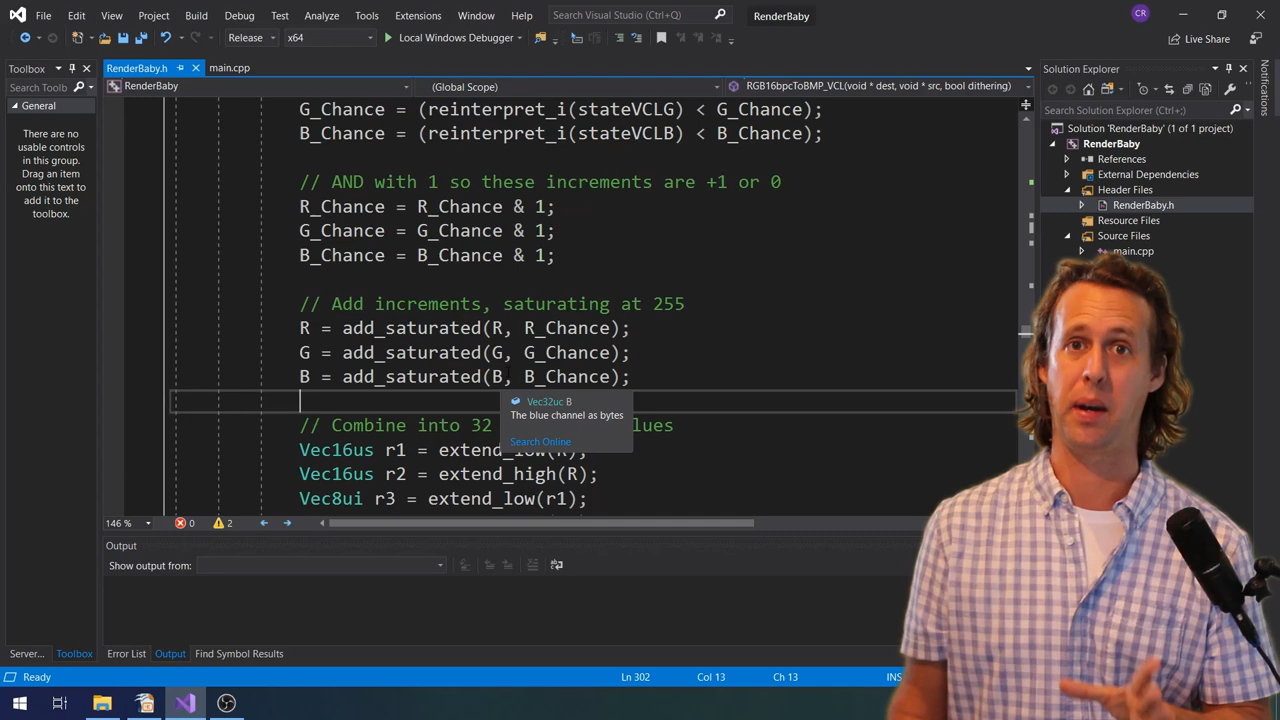 File Edit View Project Build Debug Test Analyze Tools Extensions Window Help Search Visual Studio (Ctrl+Q) RenderBaby CR
Release x64 Local Windows Debugger Live Share
Toolbox
Search Toolbox
General
There are no
usable controls
in this group.
Drag an item
onto this text to
add it to the
toolbox.
RenderBaby.h main.cpp
RenderBaby (Global Scope) RGB16bpcToBMP_VCL(void * dest, void * src, bool dithering)
G_Chance = (reinterpret_i(stateVCLG) < G_Chance);
B_Chance = (reinterpret_i(stateVCLB) < B_Chance);
// AND with 1 so these increments are +1 or 0
R_Chance = R_Chance & 1;
G_Chance = G_Chance & 1;
B_Chance = B_Chance & 1;
// Add increments, saturating at 255
R = add_saturated(R, R_Chance);
G = add_saturated(G, G_Chance);
B = add_saturated(B, B_Chance);
Vec32uc B
The blue channel as bytes
Search Online
// Combine into 32
Vec16us r1 = extend_low(R);
Vec16us r2 = extend_high(R);
Vec8ui r3 = extend_low(r1);
146 % 0 2
Output
Show output from:
Server... Toolbox Error List Output Find Symbol Results
Ready Ln 302 Col 13 Ch 13 INS
Solution Explorer
Search Solution Explorer (Ctrl+;)
Solution 'RenderBaby' (1 of 1 project)
RenderBaby
References
External Dependencies
Header Files
RenderBaby.h
Resource Files
Source Files
main.cpp
Notifications